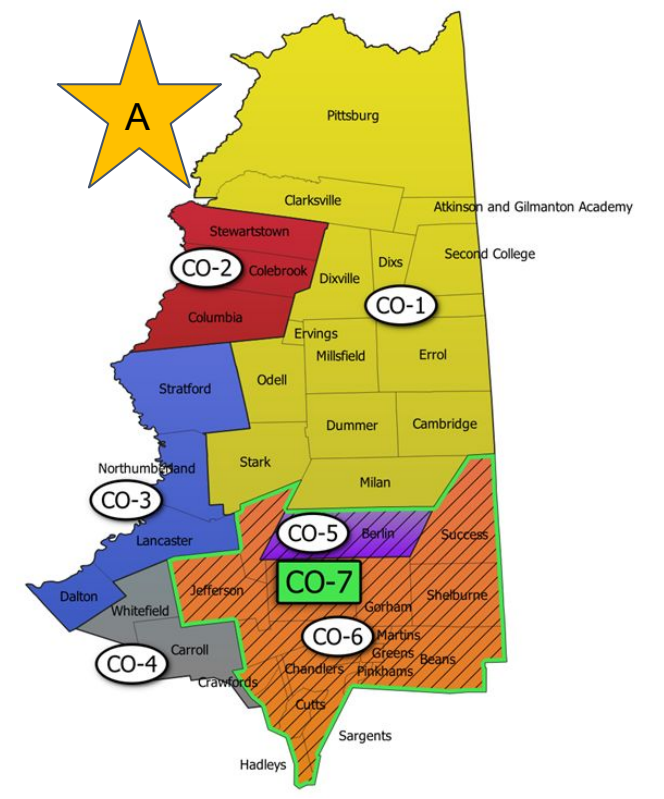 A
Pittsburg
Clarksville
Atkinson and Gilmanton Academy
Stewartstown
Second College
CO-2
Colebrook
Dixville
Dixs
CO-1
Columbia
Ervings
Millsfield
Errol
Stratford
Odell
Dummer
Cambridge
Northumberland
Stark
Milan
CO-3
Lancaster
CO-5
Berlin
Success
Dalton
Whitefield
Jefferson
CO-7
Gorham
Shelburne
CO-6
Martins
Carroll
Greens
Beans
CO-4
Chandlers
Pinkhams
Crawfords
Cutts
Sargents
Hadleys